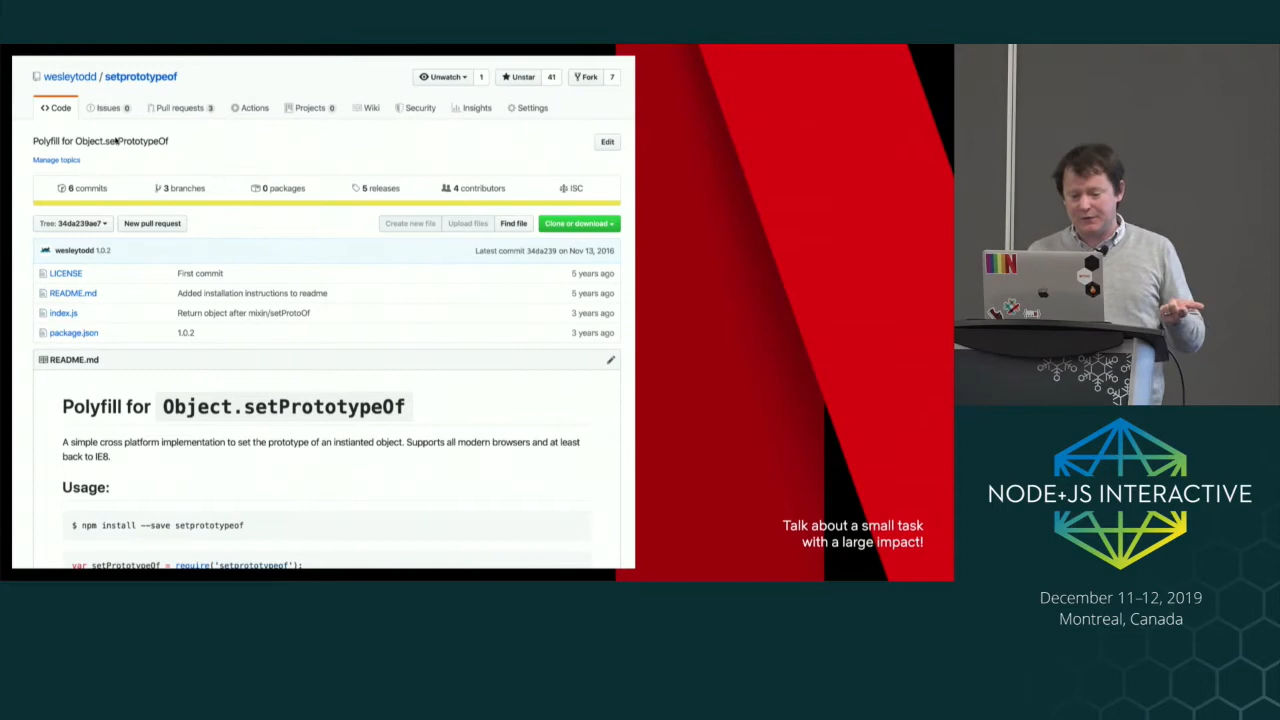 wesleytodd / setprototypeof
Unwatch 1
Unstar 41
Fork 7
Code
Issues 0
Pull requests 3
Actions
Projects 0
Wiki
Security
Insights
Settings
Polyfill for Object.setPrototypeOf
Edit
Manage topics
6 commits
3 branches
0 packages
5 releases
4 contributors
ISC
Tree: 34da239ae7
New pull request
Create new file
Upload files
Find file
Clone or download
wesleytodd 1.0.2
Latest commit 34da239 on Nov 13, 2016
LICENSE First commit 5 years ago
README.md Added installation instructions to readme 5 years ago
index.js Return object after mixin/setProtoOf 3 years ago
package.json 1.0.2 3 years ago
README.md
Polyfill for Object.setPrototypeOf
A simple cross platform implementation to set the prototype of an instianted object. Supports all modern browsers and at least
back to IE8.
Usage:
$ npm install --save setprototypeof
var setPrototypeOf = require('setprototypeof');
Talk about a small task
with a large impact!
NODE+JS INTERACTIVE
December 11–12, 2019
Montreal, Canada